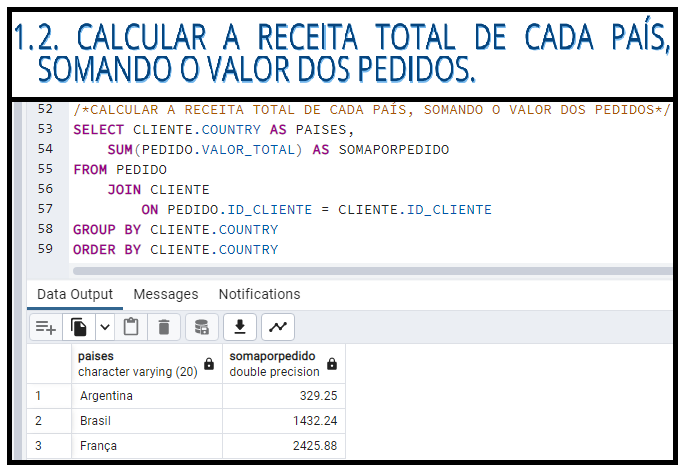 1.2. CALCULAR A RECEITA TOTAL DE CADA PAÍS,
SOMANDO O VALOR DOS PEDIDOS.
52 /*CALCULAR A RECEITA TOTAL DE CADA PAÍS, SOMANDO O VALOR DOS PEDIDOS*/
53 SELECT CLIENTE.COUNTRY AS PAISES,
54 SUM(PEDIDO.VALOR_TOTAL) AS SOMAPORPEDIDO
55 FROM PEDIDO
56 JOIN CLIENTE
57 ON PEDIDO.ID_CLIENTE = CLIENTE.ID_CLIENTE
58 GROUP BY CLIENTE.COUNTRY
59 ORDER BY CLIENTE.COUNTRY
Data Output Messages Notifications
paises somaporpedido
character varying (20) double precision
1 Argentina 329.25
2 Brasil 1432.24
3 França 2425.88